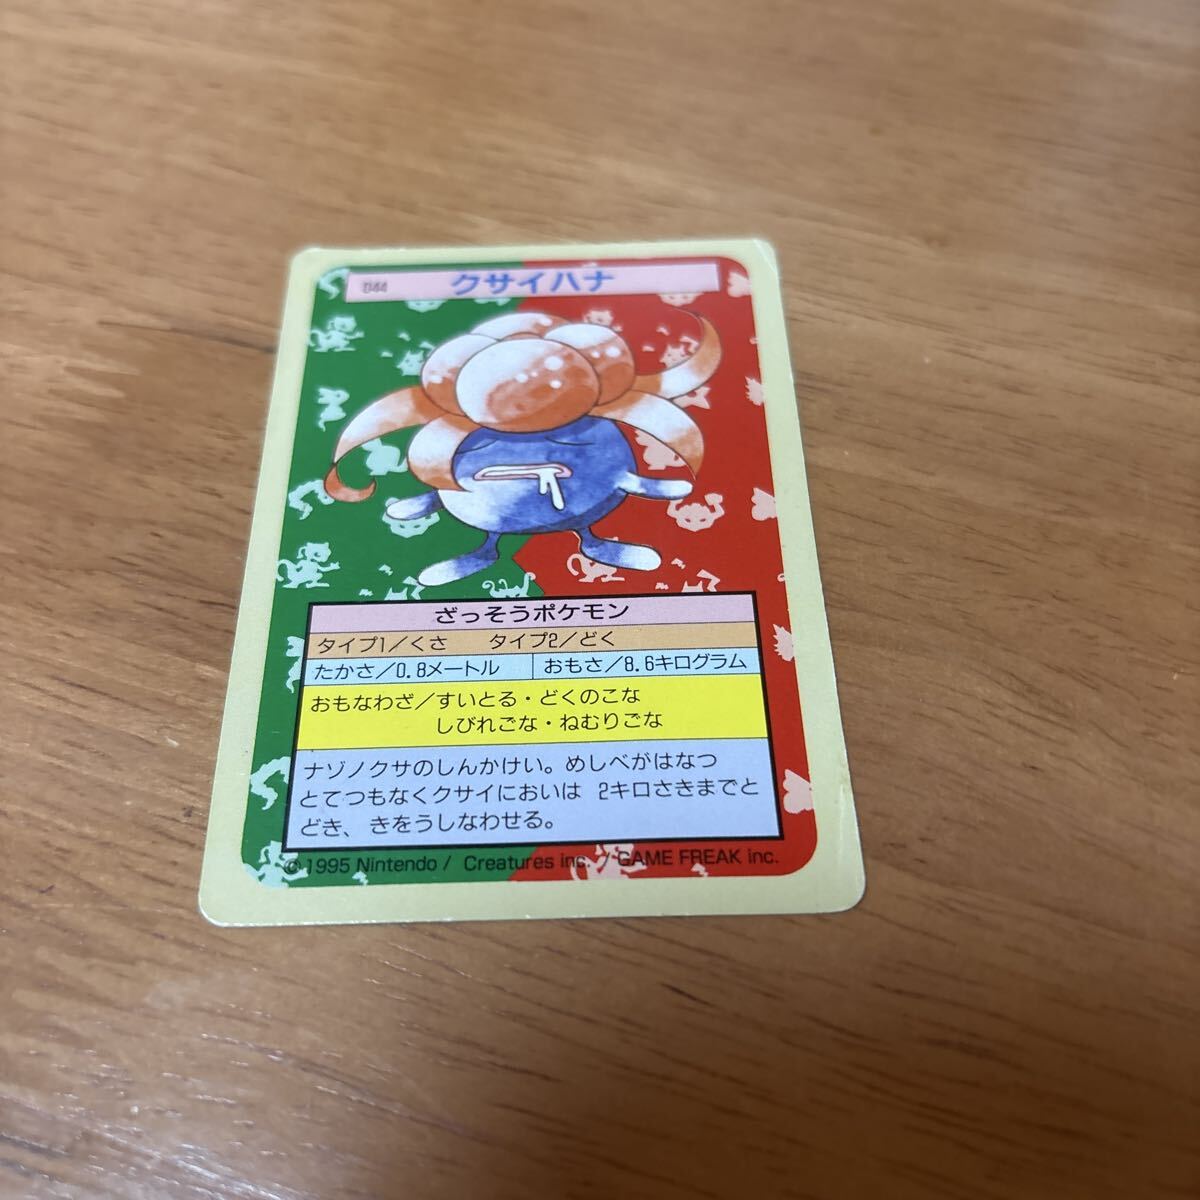 044 クサイハナ
ざっそうポケモン
タイプ1/くさ タイプ2/どく
たかさ/0.8メートル おもさ/8.6キログラム
おもなわざ/すいとる・どくのこな
しびれごな・ねむりごな
ナゾノクサのしんかけい。めしべがはなつ
とてつもなくクサイにおいは 2キロさきまでと
どき、きをうしなわせる。
©1995 Nintendo / Creatures inc. / GAME FREAK inc.